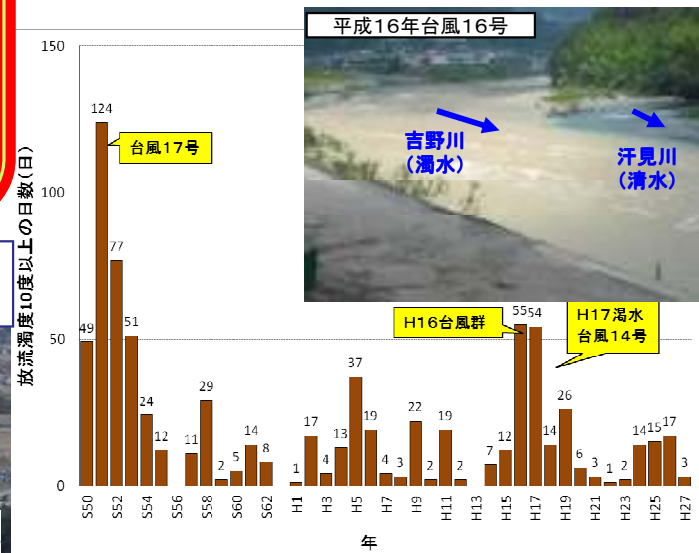 平成16年台風16号
吉野川
(濁水)
汗見川
(清水)
放流濁度10度以上の日数(日)
150
100
50
0
台風17号
H16台風群
H17渇水
台風14号
49
124
77
51
24
12
11
29
2
5
14
8
1
17
4
13
37
19
4
3
22
2
19
2
7
12
55
54
14
26
6
3
1
2
14
15
17
3
S50
S52
S54
S56
S58
S60
S62
H1
H3
H5
H7
H9
H11
H13
H15
H17
H19
H21
H23
H25
H27
年